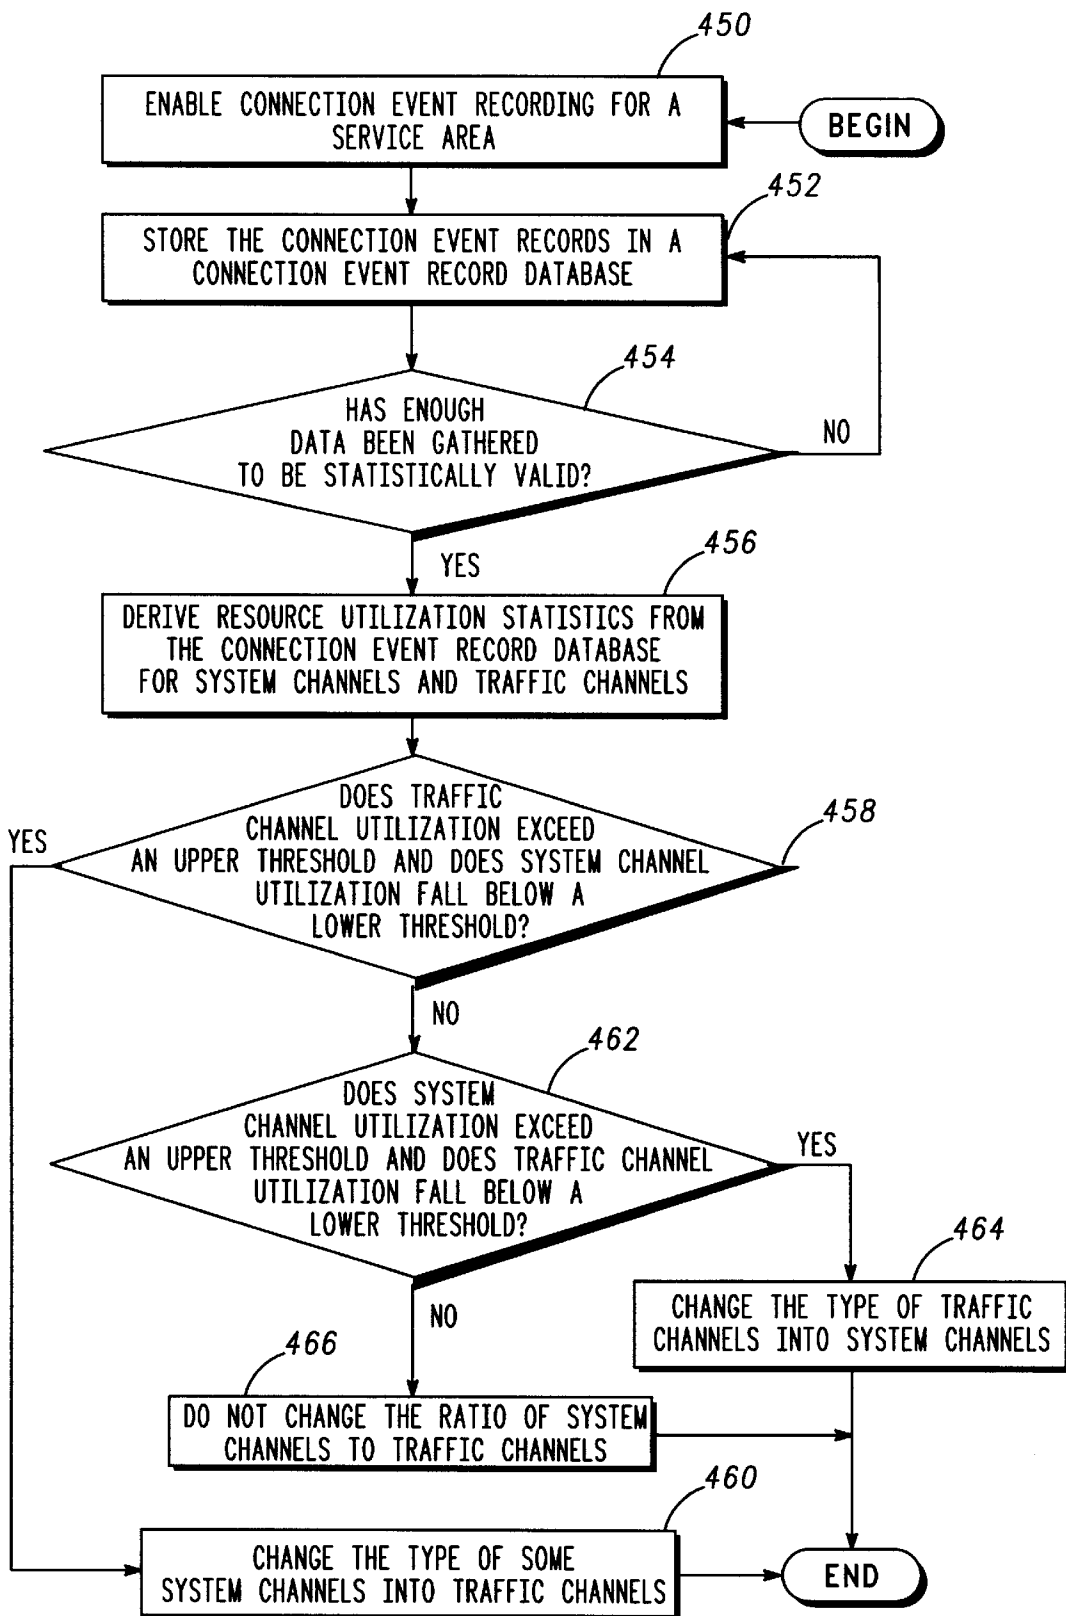 450
ENABLE CONNECTION EVENT RECORDING FOR A
SERVICE AREA
BEGIN
452
STORE THE CONNECTION EVENT RECORDS IN A
CONNECTION EVENT RECORD DATABASE
454
HAS ENOUGH
DATA BEEN GATHERED
TO BE STATISTICALLY VALID?
NO
YES
456
DERIVE RESOURCE UTILIZATION STATISTICS FROM
THE CONNECTION EVENT RECORD DATABASE
FOR SYSTEM CHANNELS AND TRAFFIC CHANNELS
458
DOES TRAFFIC
CHANNEL UTILIZATION EXCEED
AN UPPER THRESHOLD AND DOES SYSTEM CHANNEL
UTILIZATION FALL BELOW A
LOWER THRESHOLD?
YES
NO
462
DOES SYSTEM
CHANNEL UTILIZATION EXCEED
AN UPPER THRESHOLD AND DOES TRAFFIC CHANNEL
UTILIZATION FALL BELOW A
LOWER THRESHOLD?
YES
NO
464
CHANGE THE TYPE OF TRAFFIC
CHANNELS INTO SYSTEM CHANNELS
466
DO NOT CHANGE THE RATIO OF SYSTEM
CHANNELS TO TRAFFIC CHANNELS
460
CHANGE THE TYPE OF SOME
SYSTEM CHANNELS INTO TRAFFIC CHANNELS
END